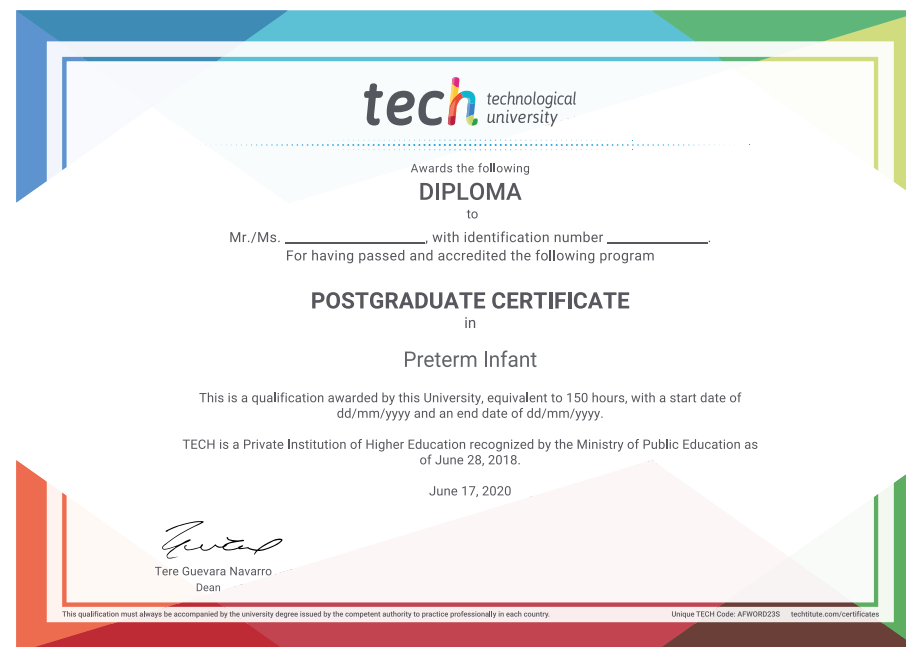 tech technological
university
Awards the following
DIPLOMA
to
Mr./Ms. ____________________, with identification number ______________.
For having passed and accredited the following program
POSTGRADUATE CERTIFICATE
in
Preterm Infant
This is a qualification awarded by this University, equivalent to 150 hours, with a start date of
dd/mm/yyyy and an end date of dd/mm/yyyy.
TECH is a Private Institution of Higher Education recognized by the Ministry of Public Education as
of June 28, 2018.
June 17, 2020
Tere Guevara Navarro
Dean
This qualification must always be accompanied by the university degree issued by the competent authority to practice professionally in each country. Unique TECH Code: AFWORD23S techtitute.com/certificates